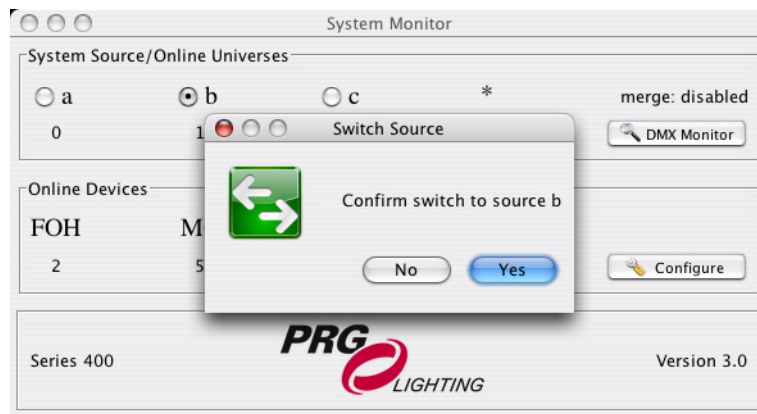 System Monitor
System Source/Online Universes
a b c * merge: disabled
0 1 DMX Monitor
Switch Source
Confirm switch to source b
No Yes
Online Devices
FOH
2 5 Configure
Series 400 PRG LIGHTING Version 3.0